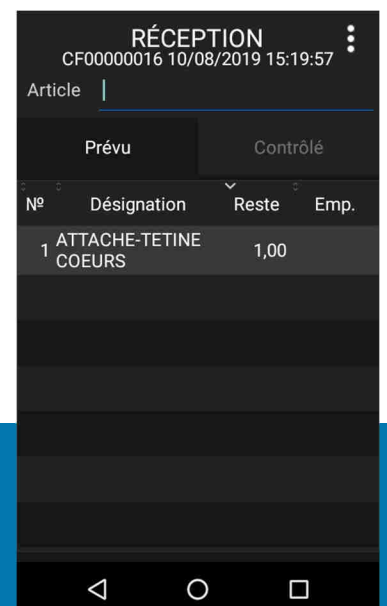 RÉCEPTION
CF00000016 10/08/2019 15:19:57
Article
Prévu Contrôlé
Nº Désignation Reste Emp.
1 ATTACHE-TETINE COEURS 1,00